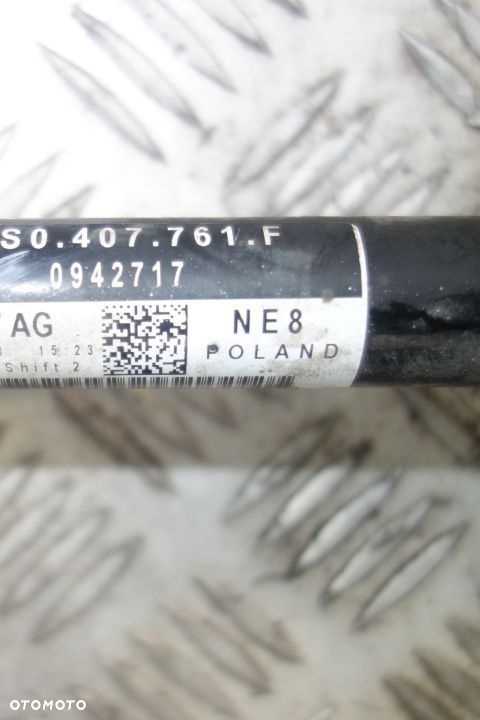 S0.407.761.F
0942717
AG
NE8
15:23
POLAND
Shift 2
OTOMOTO